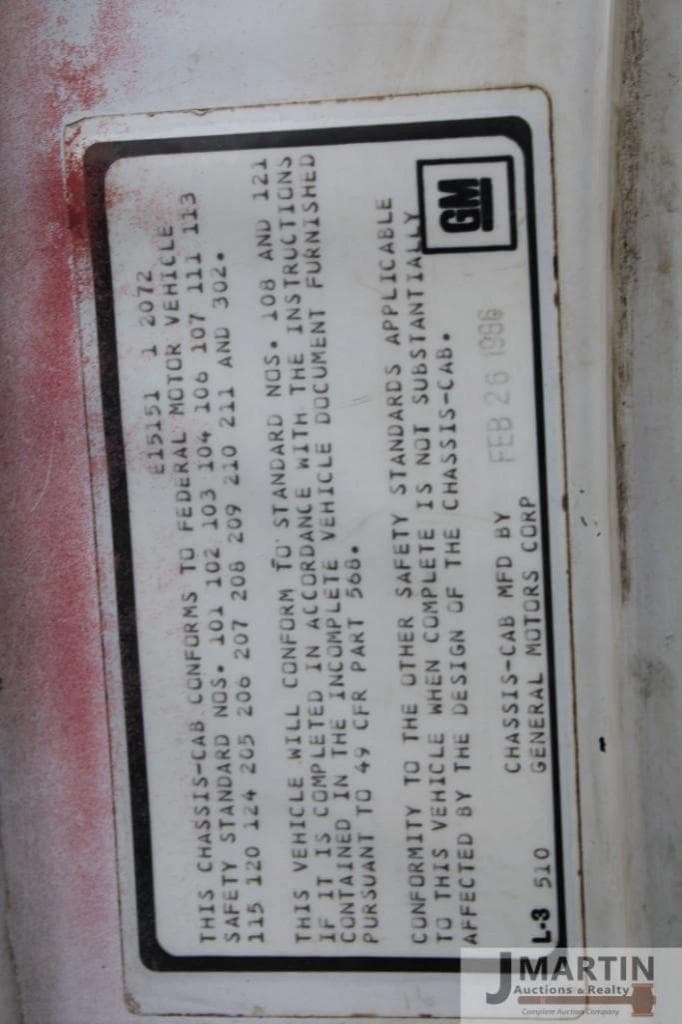 E15151 1 2072
THIS CHASSIS-CAB CONFORMS TO FEDERAL MOTOR VEHICLE
SAFETY STANDARD NOS. 101 102 103 104 106 107 111 113
115 120 124 205 206 207 208 209 210 211 AND 302.
THIS VEHICLE WILL CONFORM TO STANDARD NOS. 108 AND 121
IF IT IS COMPLETED IN ACCORDANCE WITH THE INSTRUCTIONS
CONTAINED IN THE INCOMPLETE VEHICLE DOCUMENT FURNISHED
PURSUANT TO 49 CFR PART 568.
CONFORMITY TO THE OTHER SAFETY STANDARDS APPLICABLE
TO THIS VEHICLE WHEN COMPLETE IS NOT SUBSTANTIALLY
AFFECTED BY THE DESIGN OF THE CHASSIS-CAB.
GM
CHASSIS-CAB MFD BY FEB 26 1986
GENERAL MOTORS CORP
L-3 510
J MARTIN
Auctions & Realty
Complete Auction Company